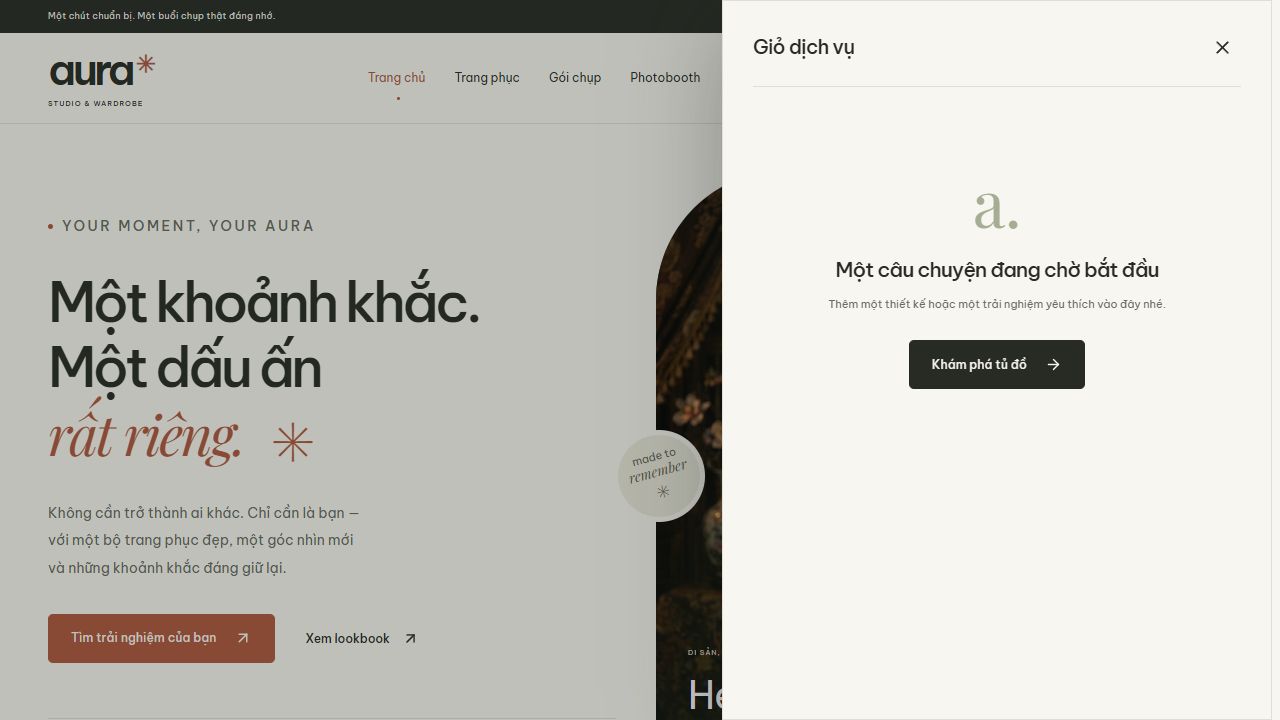 Một chút chuẩn bị. Một buổi chụp thật đáng nhớ.
aura
STUDIO & WARDROBE
Trang chủ
Trang phục
Gói chụp
Photobooth
YOUR MOMENT, YOUR AURA
Một khoảnh khắc.
Một dấu ấn
rất riêng.
Không cần trở thành ai khác. Chỉ cần là bạn —
với một bộ trang phục đẹp, một góc nhìn mới
và những khoảnh khắc đáng giữ lại.
Tìm trải nghiệm của bạn
Xem lookbook
made to
remember
DI SẢN,
He
Giỏ dịch vụ
a.
Một câu chuyện đang chờ bắt đầu
Thêm một thiết kế hoặc một trải nghiệm yêu thích vào đây nhé.
Khám phá tủ đồ